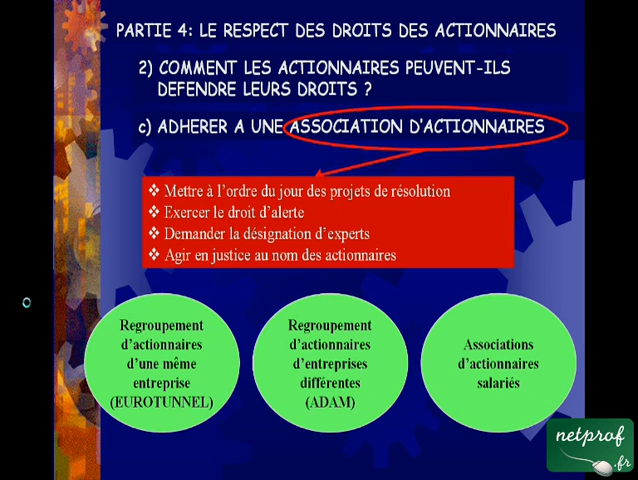 PARTIE 4: LE RESPECT DES DROITS DES ACTIONNAIRES
2) COMMENT LES ACTIONNAIRES PEUVENT-ILS
DEFENDRE LEURS DROITS ?
c) ADHERER A UNE ASSOCIATION D'ACTIONNAIRES
❖ Mettre à l'ordre du jour des projets de résolution
❖ Exercer le droit d'alerte
❖ Demander la désignation d'experts
❖ Agir en justice au nom des actionnaires
Regroupement
d'actionnaires
d'une même
entreprise
(EUROTUNNEL)
Regroupement
d'actionnaires
d'entreprises
différentes
(ADAM)
Associations
d'actionnaires
salariés
netprof
.fr